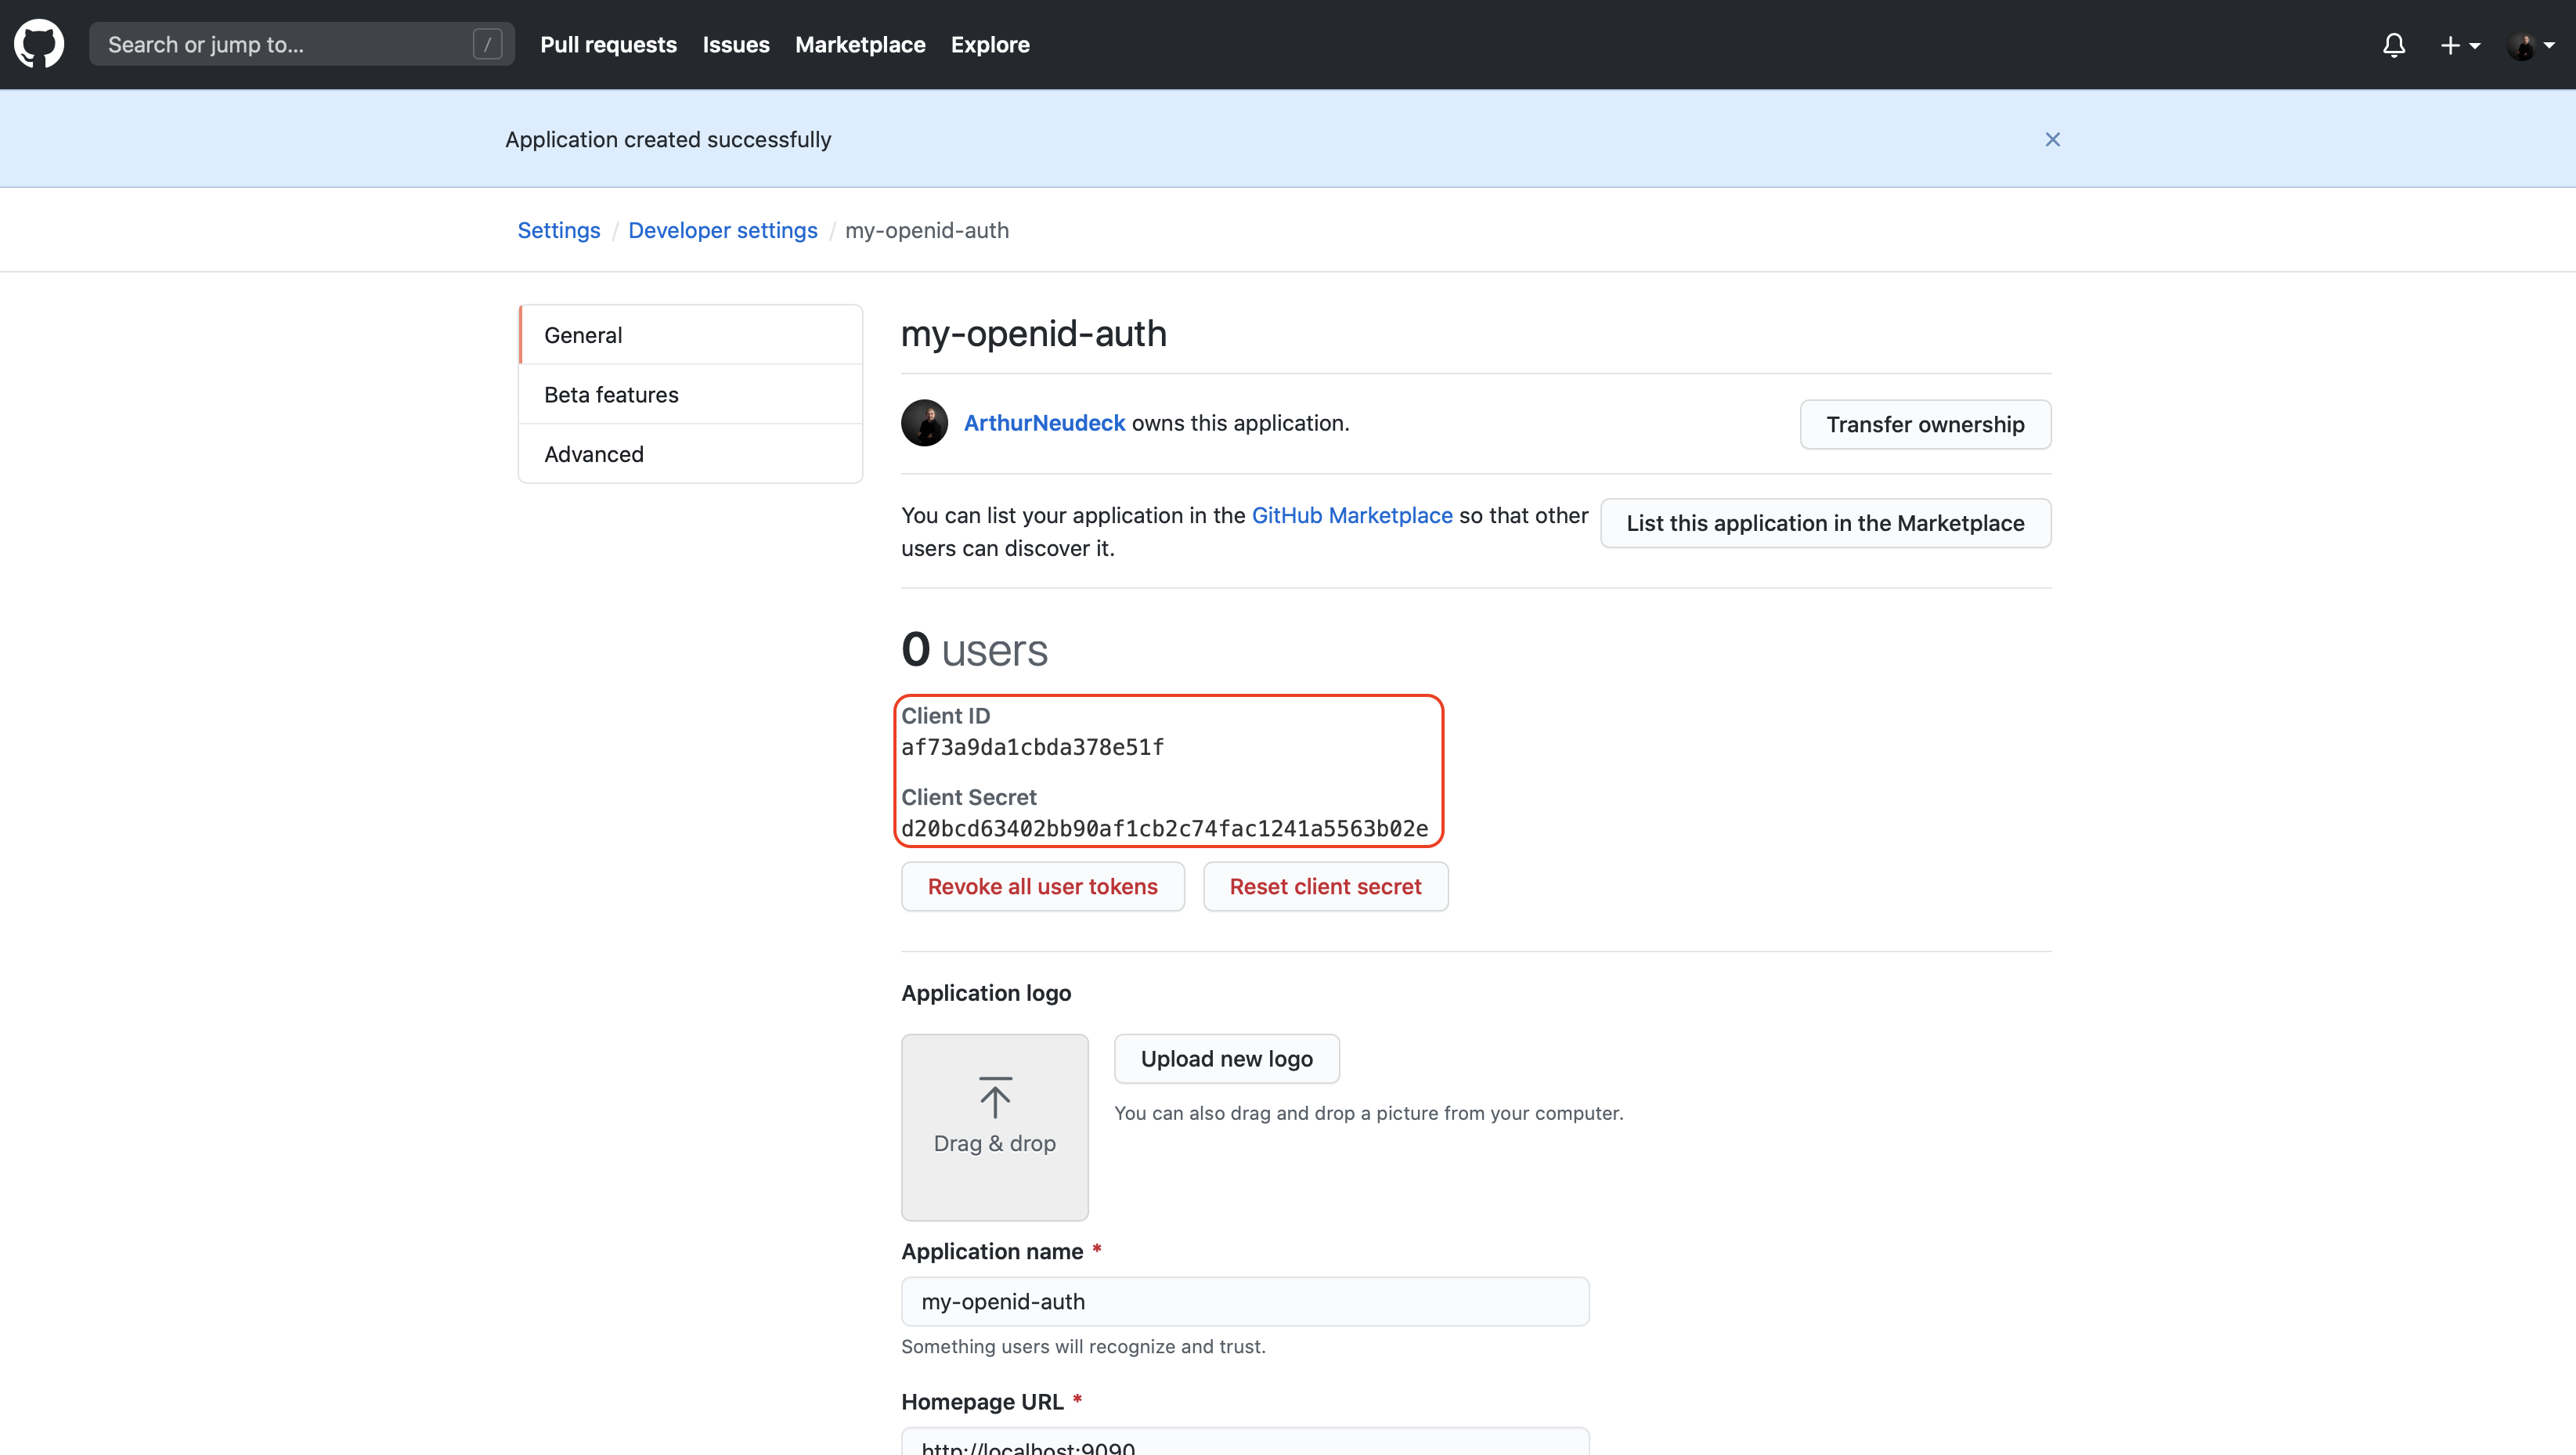 Search or jump to...
/
Pull requests
Issues
Marketplace
Explore
Application created successfully
Settings / Developer settings / my-openid-auth
General
Beta features
Advanced
my-openid-auth
ArthurNeudeck owns this application.
Transfer ownership
You can list your application in the GitHub Marketplace so that other
users can discover it.
List this application in the Marketplace
0 users
Client ID
af73a9da1cbda378e51f
Client Secret
d20bcd63402bb90af1cb2c74fac1241a5563b02e
Revoke all user tokens
Reset client secret
Application logo
Drag & drop
Upload new logo
You can also drag and drop a picture from your computer.
Application name *
my-openid-auth
Something users will recognize and trust.
Homepage URL *
http://localhost:9090